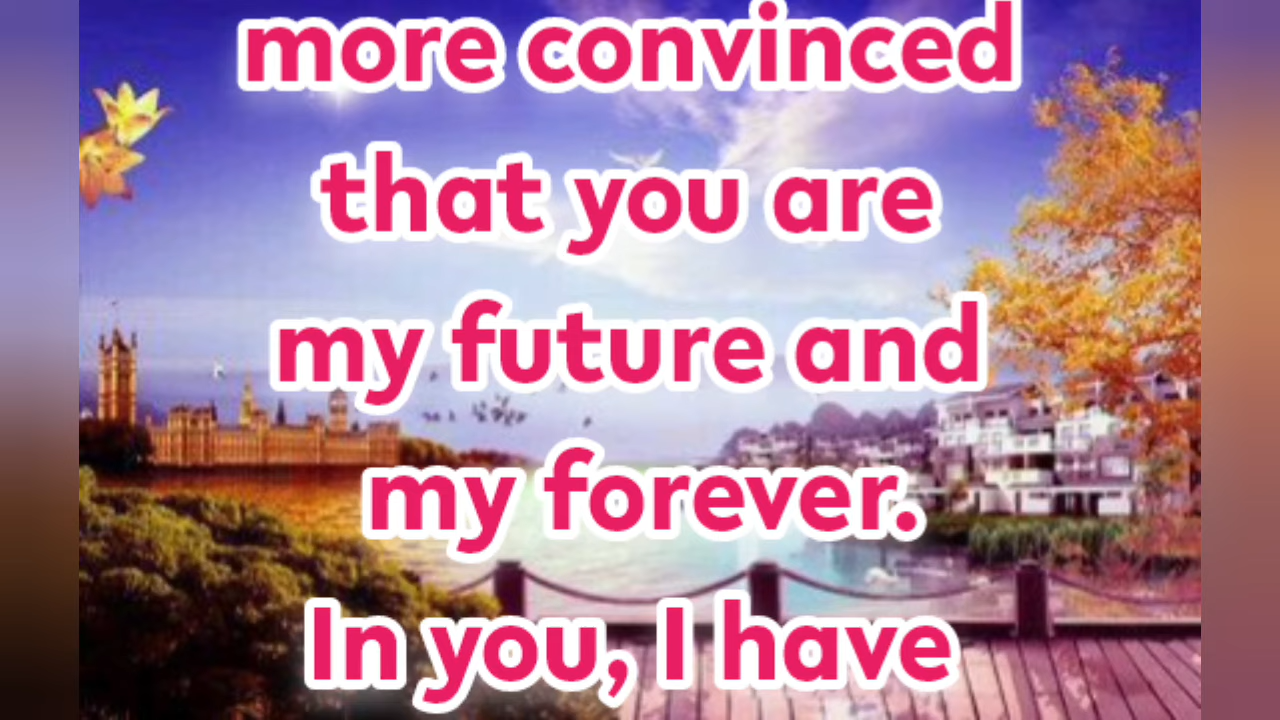 more convinced
that you are
my future and
my forever.
In you, I have